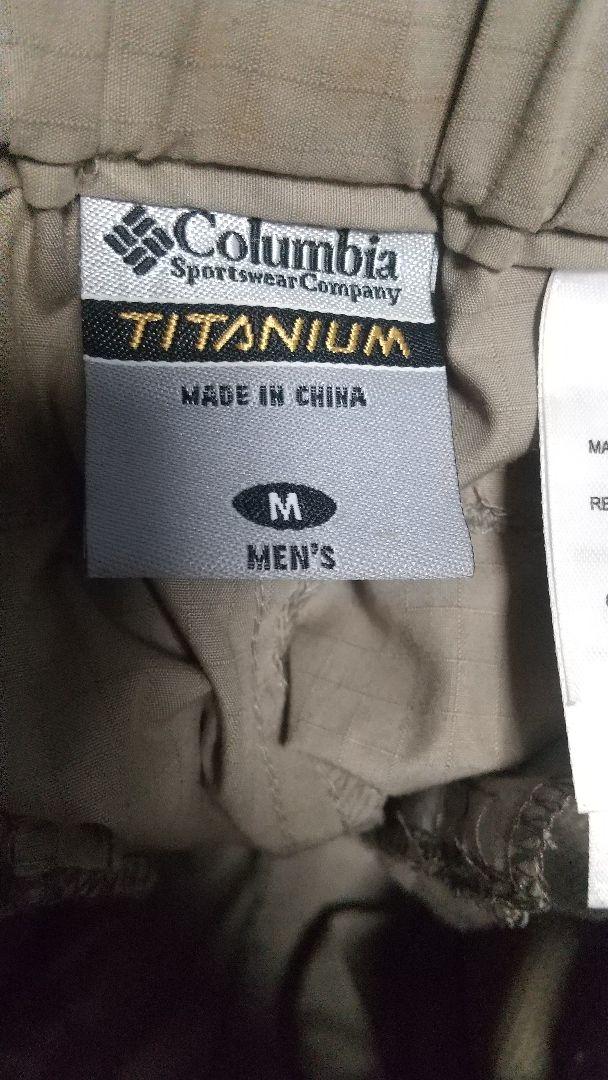 Columbia
Sportswear Company
TITANIUM
MADE IN CHINA
M
MEN'S